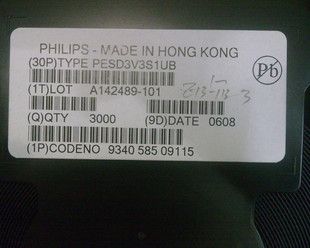 PHILIPS - MADE IN HONG KONG
(30P)TYPE PESD3V3S1UB
Pb
(1T)LOT A142489-101
(Q)QTY 3000 (9D)DATE 0608
(1P)CODENO 9340 585 09115